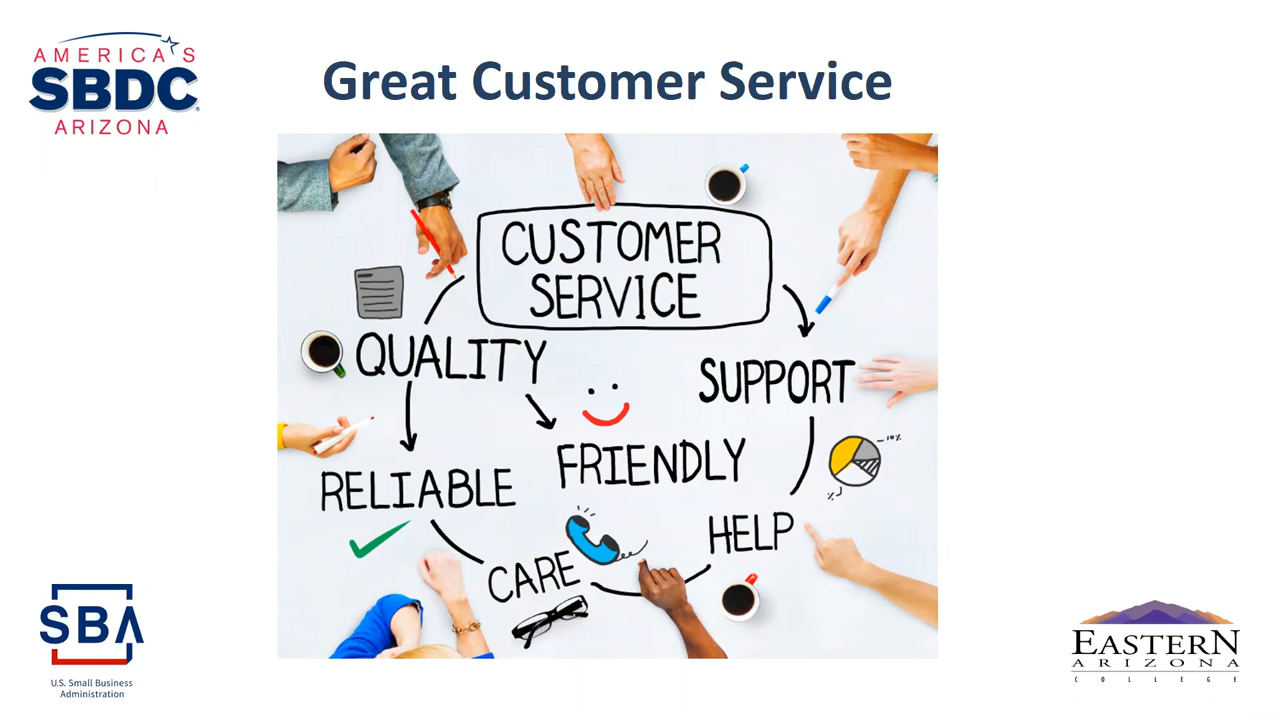 AMERICA'S
SBDC
ARIZONA
Great Customer Service
CUSTOMER
SERVICE
QUALITY
SUPPORT
FRIENDLY
RELIABLE
HELP
CARE
10%
%
SBA
U.S. Small Business
Administration
EASTERN
ARIZONA
COLLEGE